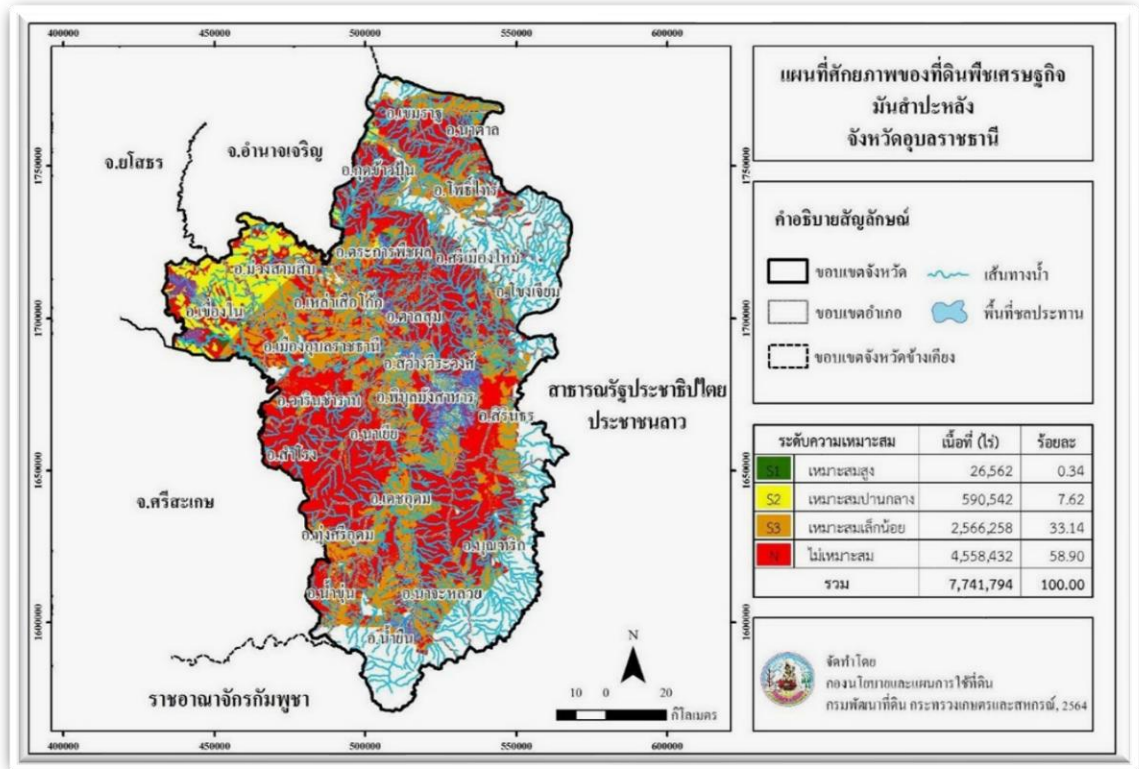 400000 450000 500000 550000 600000
แผนที่ศักยภาพของที่ดินพืชเศรษฐกิจ
มันสำปะหลัง
จังหวัดอุบลราชธานี
1750000
1700000
1650000
1600000
จ.ยโสธร
จ.อำนาจเจริญ
อ.เขมราฐ
อ.นาตาล
อ.กุดข้าวปุ้น
อ.โพธิ์ไทร
อ.ตระการพืชผล
อ.ศรีเมืองใหม่
อ.ม่วงสามสิบ
อ.โขงเจียม
อ.เขื่องใน
อ.เหล่าเสือโก้ก
อ.ตาลสุม
อ.เมืองอุบลราชธานี
อ.สว่างวีระวงศ์
อ.วารินชำราบ
อ.พิบูลมังสาหาร
อ.สิรินธร
อ.นาเยีย
อ.สำโรง
อ.เดชอุดม
อ.ทุ่งศรีอุดม
อ.บุณฑริก
อ.น้ำขุ่น
อ.นาจะหลวย
อ.น้ำยืน
สาธารณรัฐประชาธิปไตย
ประชาชนลาว
จ.ศรีสะเกษ
ราชอาณาจักรกัมพูชา
N
10 0 20
กิโลเมตร
1750000
1700000
1650000
1600000
400000 450000 500000 550000 600000
คำอธิบายสัญลักษณ์
ขอบเขตจังหวัด เส้นทางน้ำ
ขอบเขตอำเภอ พื้นที่ชลประทาน
ขอบเขตจังหวัดข้างเคียง
ระดับความเหมาะสม เนื้อที่ (ไร่) ร้อยละ
S1 เหมาะสมสูง 26,562 0.34
S2 เหมาะสมปานกลาง 590,542 7.62
S3 เหมาะสมเล็กน้อย 2,566,258 33.14
N ไม่เหมาะสม 4,558,432 58.90
รวม 7,741,794 100.00
จัดทำโดย
กองนโยบายและแผนการใช้ที่ดิน
กรมพัฒนาที่ดิน กระทรวงเกษตรและสหกรณ์, 2564